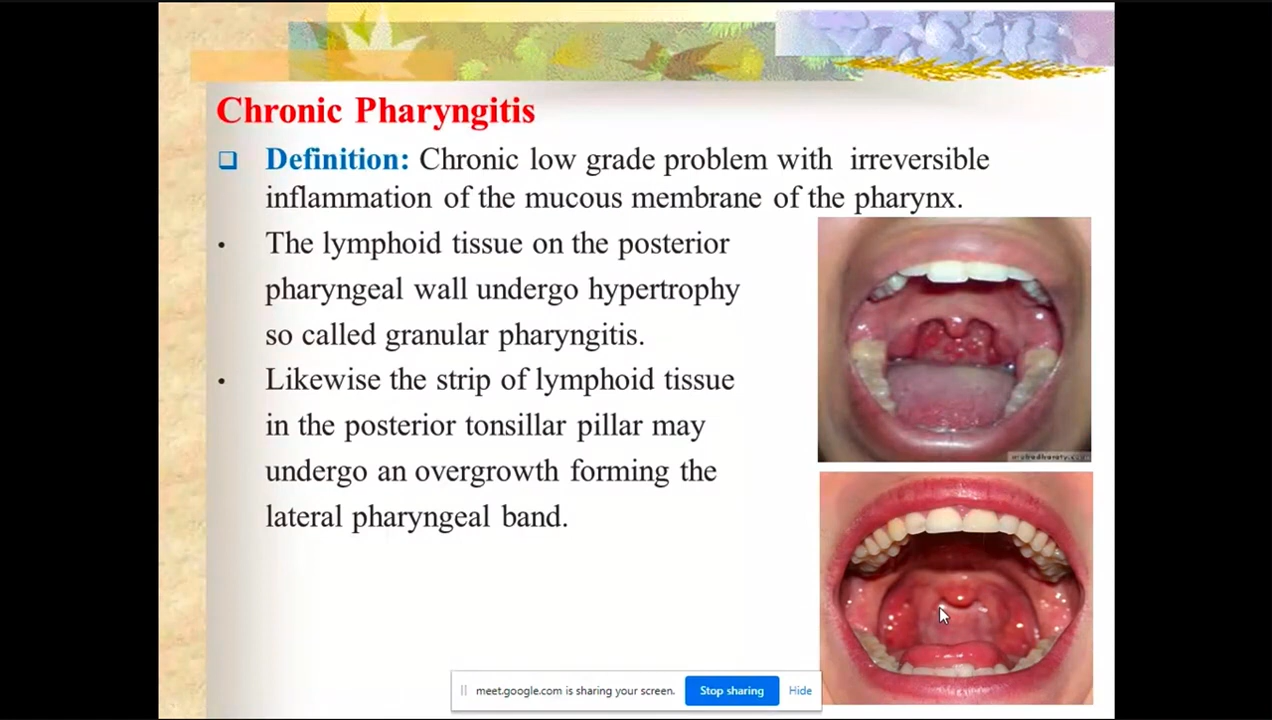 Chronic Pharyngitis
Definition: Chronic low grade problem with irreversible
inflammation of the mucous membrane of the pharynx.
• The lymphoid tissue on the posterior
pharyngeal wall undergo hypertrophy
so called granular pharyngitis.
• Likewise the strip of lymphoid tissue
in the posterior tonsillar pillar may
undergo an overgrowth forming the
lateral pharyngeal band.
meet.google.com is sharing your screen. Stop sharing Hide